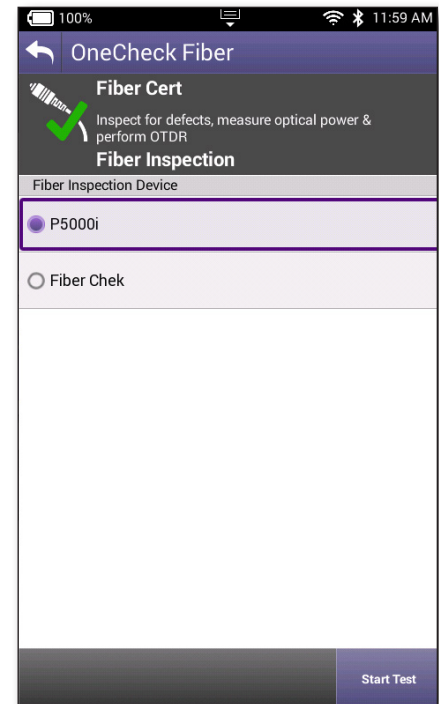 100% 11:59 AM
OneCheck Fiber
Fiber Cert
Inspect for defects, measure optical power &
perform OTDR
Fiber Inspection
Fiber Inspection Device
P5000i
Fiber Chek
Start Test